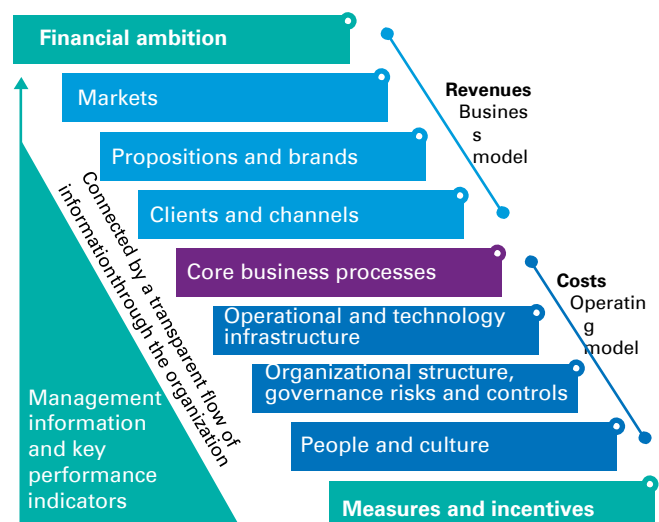 Financial ambition
Markets
Propositions and brands
Clients and channels
Core business processes
Operational and technology
infrastructure
Organizational structure,
governance risks and controls
People and culture
Measures and incentives
Revenues
Busines
s
model
Costs
Operatin
g
model
Connected by a transparent flow of
informationthrough the organization
Management
information
and key
performance
indicators